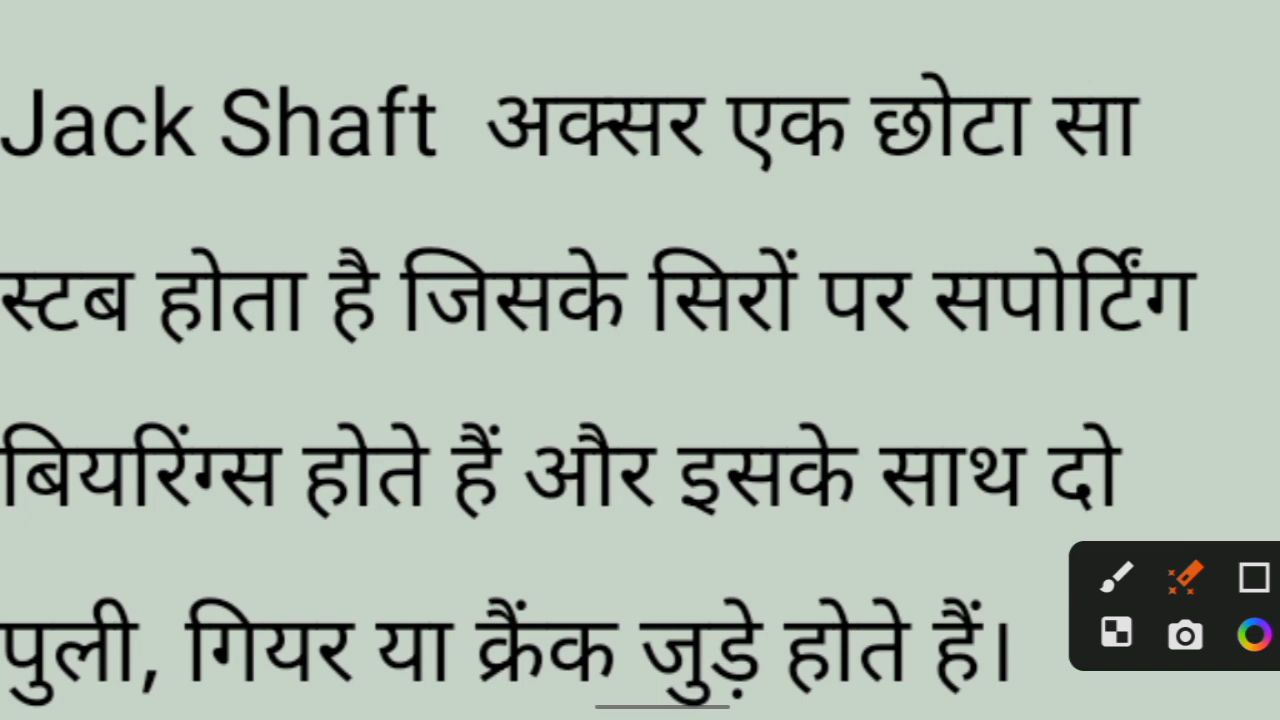 Jack Shaft अक्सर एक छोटा सा
स्टब होता है जिसके सिरों पर सपोर्टिंग
बियरिंग्स होते हैं और इसके साथ दो
पुली, गियर या क्रैंक जुड़े होते हैं।